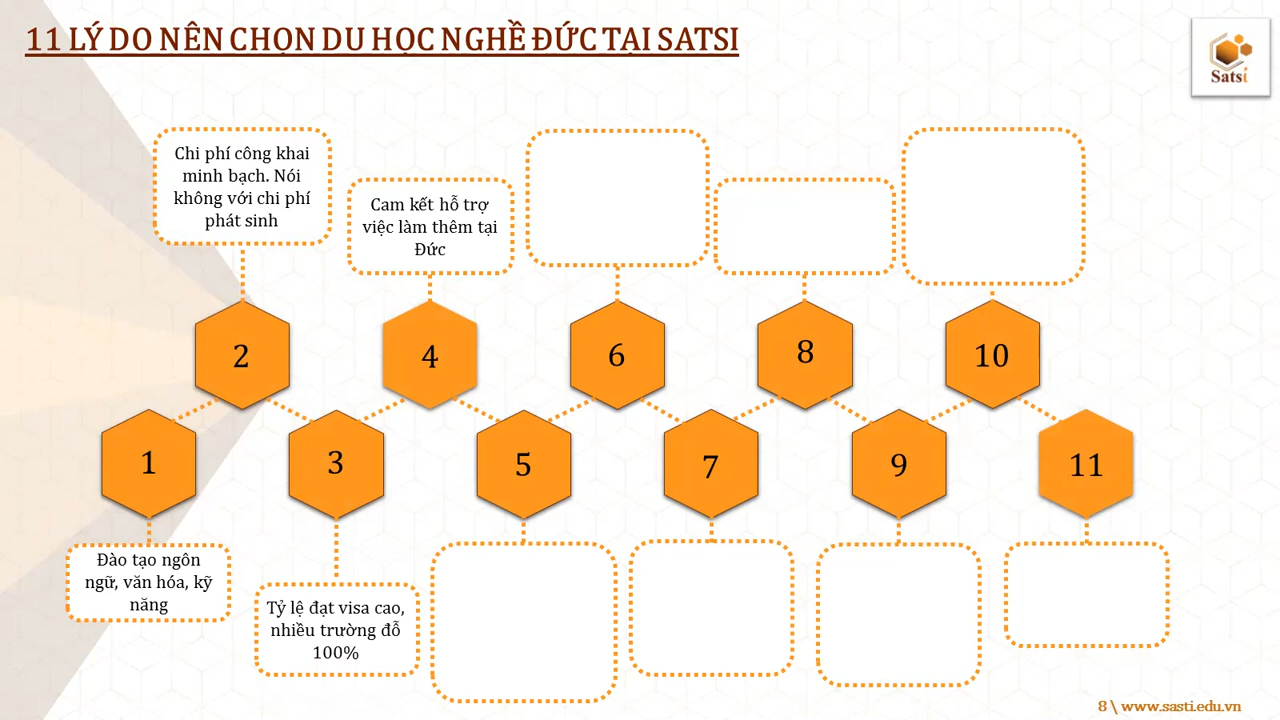 11 LÝ DO NÊN CHỌN DU HỌC NGHỀ ĐỨC TẠI SATSI
Satsi
Chi phí công khai
minh bạch. Nói
không với chi phí
phát sinh
Cam kết hỗ trợ
việc làm thêm tại
Đức
2
4
6
8
10
1
3
5
7
9
11
Đào tạo ngôn
ngữ, văn hóa, kỹ
năng
Tỷ lệ đạt visa cao,
nhiều trường đỗ
100%
8 \ www.sasti.edu.vn